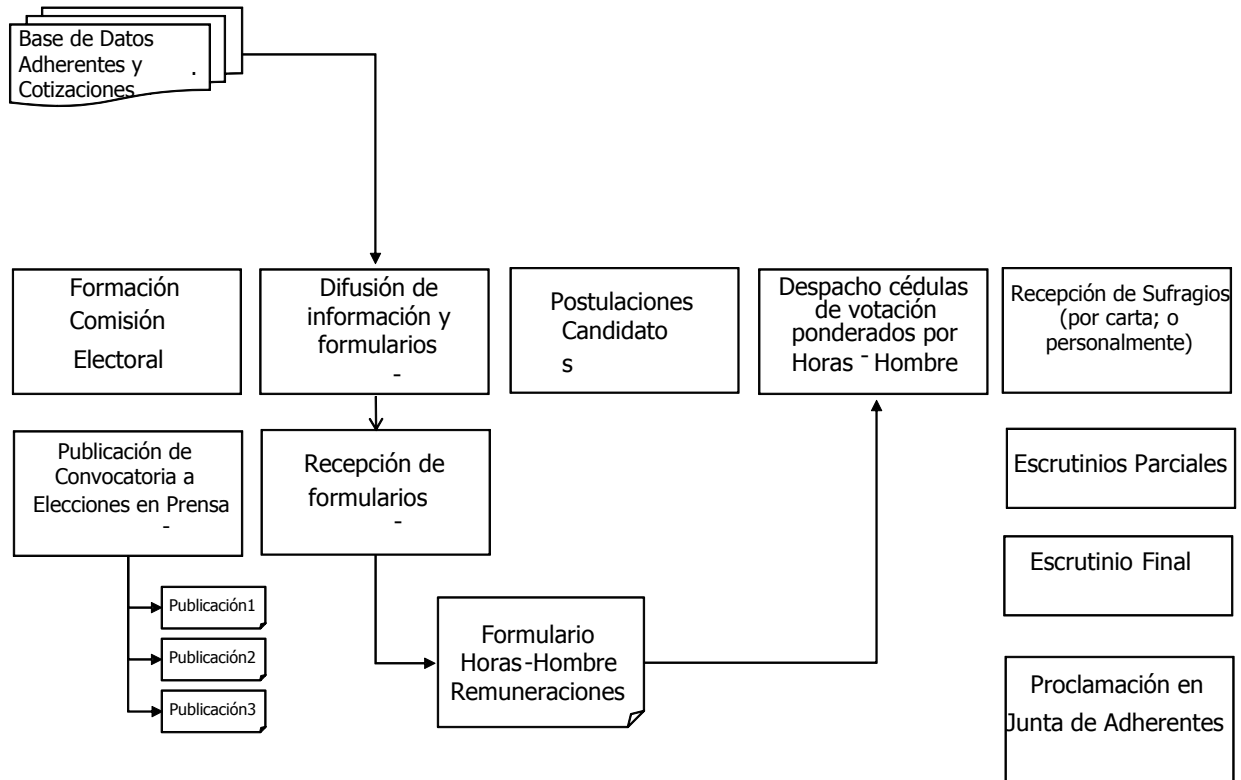 Base de Datos
Adherentes y .
Cotizaciones
Formación
Comisión
Electoral
Difusión de
información y
formularios
-
Postulaciones
Candidato
s
Despacho cédulas
de votación
ponderados por
Horas - Hombre
Recepción de Sufragios
(por carta; o
personalmente)
Publicación de
Convocatoria a
Elecciones en Prensa
-
Recepción de
formularios
-
Escrutinios Parciales
Escrutinio Final
Publicación1
Publicación2
Publicación3
Formulario
Horas-Hombre
Remuneraciones
Proclamación en
Junta de Adherentes